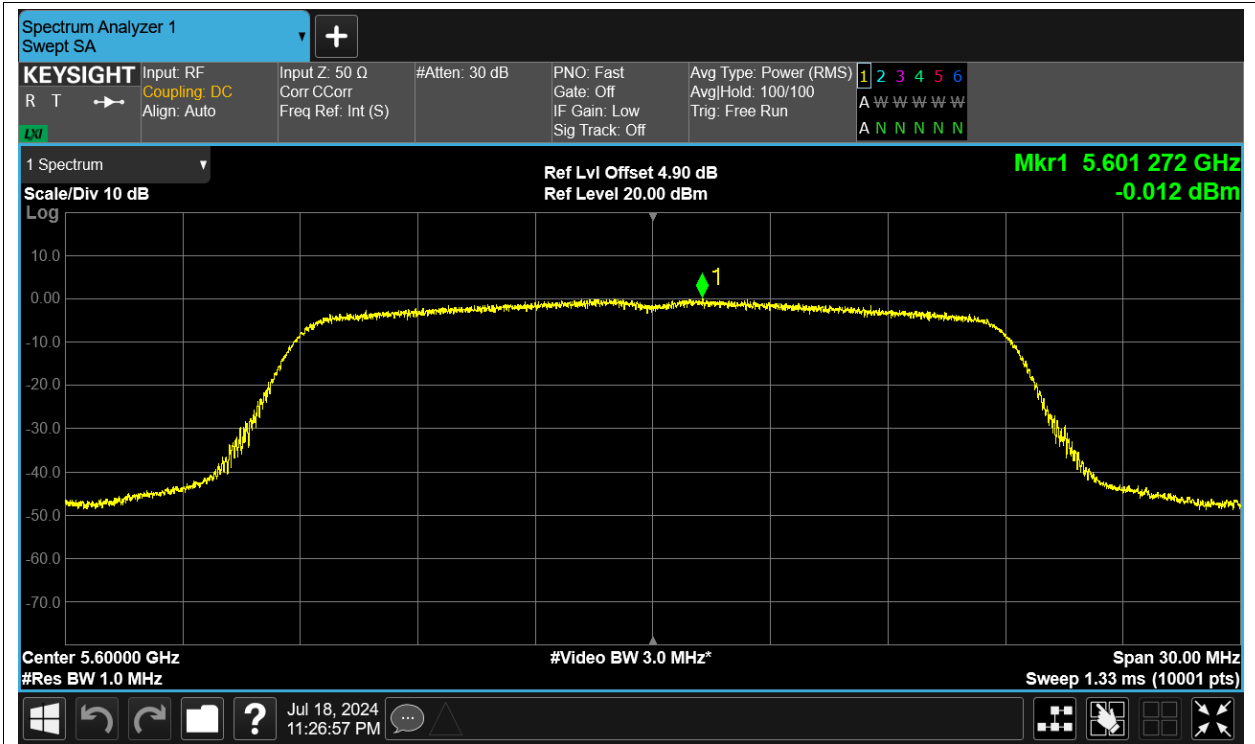 Spectrum Analyzer 1
Swept SA
KEYSIGHT
R T
LXI
Input: RF
Coupling: DC
Align: Auto
Input Z: 50 Ω
Corr CCorr
Freq Ref: Int (S)
#Atten: 30 dB
PNO: Fast
Gate: Off
IF Gain: Low
Sig Track: Off
Avg Type: Power (RMS)
Avg|Hold: 100/100
Trig: Free Run
1 2 3 4 5 6
A W W W W W
A N N N N N
1 Spectrum
Scale/Div 10 dB
Log
Ref Lvl Offset 4.90 dB
Ref Level 20.00 dBm
Mkr1 5.601 272 GHz
-0.012 dBm
10.0
0.00
-10.0
-20.0
-30.0
-40.0
-50.0
-60.0
-70.0
1
Center 5.60000 GHz
#Video BW 3.0 MHz*
Span 30.00 MHz
#Res BW 1.0 MHz
Sweep 1.33 ms (10001 pts)
?
Jul 18, 2024
11:26:57 PM